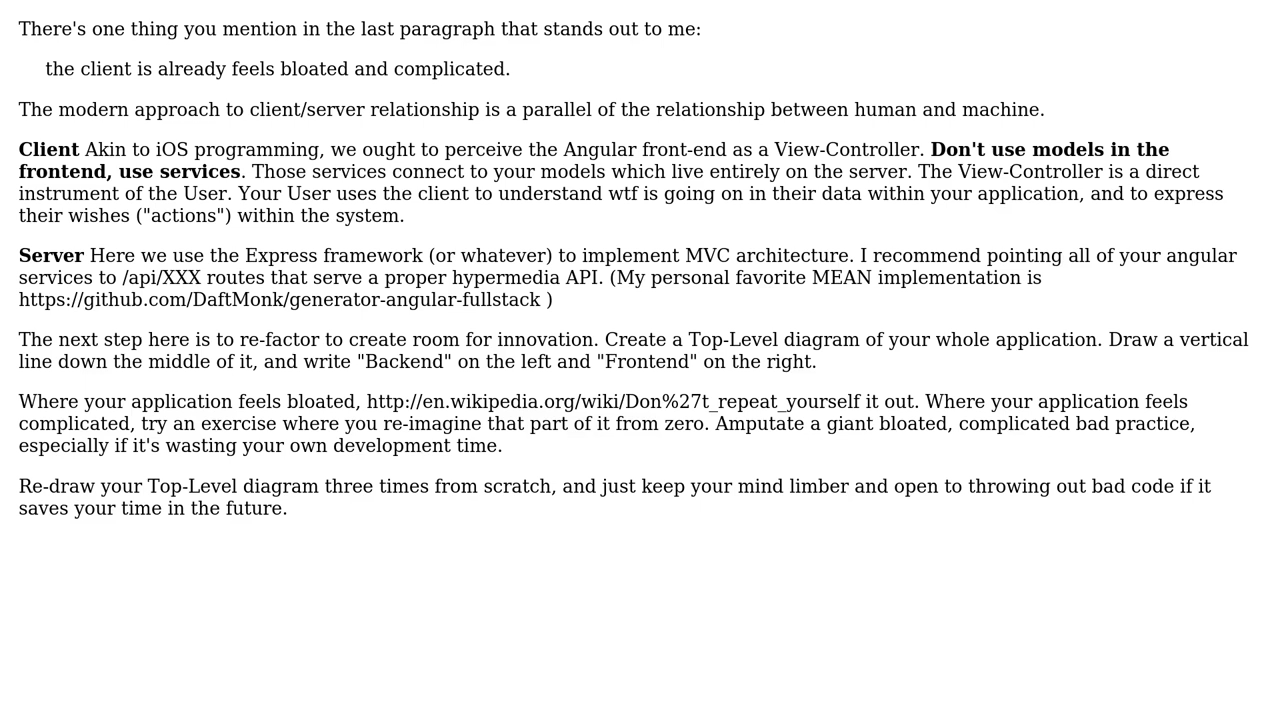 There's one thing you mention in the last paragraph that stands out to me:
the client is already feels bloated and complicated.
The modern approach to client/server relationship is a parallel of the relationship between human and machine.
Client Akin to iOS programming, we ought to perceive the Angular front-end as a View-Controller. Don't use models in the
frontend, use services. Those services connect to your models which live entirely on the server. The View-Controller is a direct
instrument of the User. Your User uses the client to understand wtf is going on in their data within your application, and to express
their wishes ("actions") within the system.
Server Here we use the Express framework (or whatever) to implement MVC architecture. I recommend pointing all of your angular
services to /api/XXX routes that serve a proper hypermedia API. (My personal favorite MEAN implementation is
https://github.com/DaftMonk/generator-angular-fullstack )
The next step here is to re-factor to create room for innovation. Create a Top-Level diagram of your whole application. Draw a vertical
line down the middle of it, and write "Backend" on the left and "Frontend" on the right.
Where your application feels bloated, http://en.wikipedia.org/wiki/Don%27t_repeat_yourself it out. Where your application feels
complicated, try an exercise where you re-imagine that part of it from zero. Amputate a giant bloated, complicated bad practice,
especially if it's wasting your own development time.
Re-draw your Top-Level diagram three times from scratch, and just keep your mind limber and open to throwing out bad code if it
saves your time in the future.